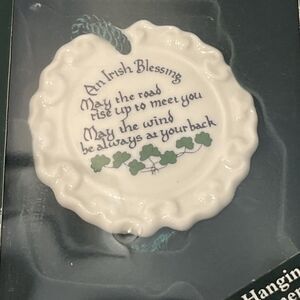 An Irish Blessing
May the road
rise up to meet you
May the wind
be always at your back